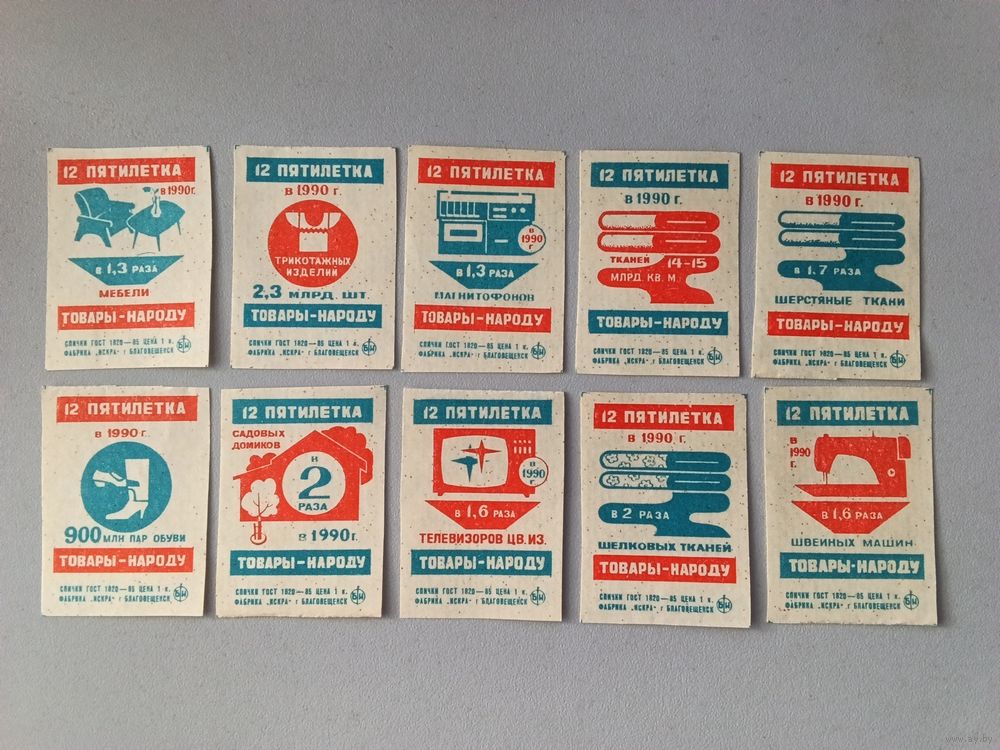 12 ПЯТИЛЕТКА
в 1990г.
в 1,3 РАЗА
МЕБЕЛИ
ТОВАРЫ-НАРОДУ
СПИЧКИ ГОСТ 1820—85 ЦЕНА 1 к.
ФАБРИКА „ИСКРА" г БЛАГОВЕЩЕНСК
12 ПЯТИЛЕТКА
в 1990 г.
ТРИКОТАЖНЫХ
ИЗДЕЛИЙ
2,3 МЛРД. ШТ.
ТОВАРЫ-НАРОДУ
СПИЧКИ ГОСТ 1820—85 ЦЕНА 1 к.
ФАБРИКА „ИСКРА" г БЛАГОВЕЩЕНСК
12 ПЯТИЛЕТКА
в
1990
г
в 1,3 РАЗА
МАГНИТОФОНОВ
ТОВАРЫ-НАРОДУ
СПИЧКИ ГОСТ 1820—85 ЦЕНА 1 к.
ФАБРИКА „ИСКРА" г БЛАГОВЕЩЕНСК
12 ПЯТИЛЕТКА
в 1990 г.
ТКАНЕЙ 14-15
МЛРД. КВ. М.
ТОВАРЫ-НАРОДУ
СПИЧКИ ГОСТ 1820—85 ЦЕНА 1 к.
ФАБРИКА „ИСКРА" г БЛАГОВЕЩЕНСК
12 ПЯТИЛЕТКА
в 1990 г.
в 1.7 РАЗА
ШЕРСТЯНЫЕ ТКАНИ
ТОВАРЫ-НАРОДУ
СПИЧКИ ГОСТ 1820—85 ЦЕНА 1 к.
ФАБРИКА „ИСКРА" г БЛАГОВЕЩЕНСК
12 ПЯТИЛЕТКА
в 1990 г.
900 МЛН ПАР ОБУВИ
ТОВАРЫ-НАРОДУ
СПИЧКИ ГОСТ 1820—85 ЦЕНА 1 к.
ФАБРИКА „ИСКРА" г БЛАГОВЕЩЕНСК
12 ПЯТИЛЕТКА
САДОВЫХ
ДОМИКОВ
в
2
РАЗА
в 1990г.
ТОВАРЫ-НАРОДУ
СПИЧКИ ГОСТ 1820—85 ЦЕНА 1 к.
ФАБРИКА „ИСКРА" г БЛАГОВЕЩЕНСК
12 ПЯТИЛЕТКА
в
1990
г
в 1,6 РАЗА
ТЕЛЕВИЗОРОВ ЦВ. ИЗ.
ТОВАРЫ-НАРОДУ
СПИЧКИ ГОСТ 1820—85 ЦЕНА 1 к.
ФАБРИКА „ИСКРА" г БЛАГОВЕЩЕНСК
12 ПЯТИЛЕТКА
в 1990 г.
в 2 РАЗА
ШЕЛКОВЫХ ТКАНЕЙ
ТОВАРЫ-НАРОДУ
СПИЧКИ ГОСТ 1820—85 ЦЕНА 1 к.
ФАБРИКА „ИСКРА" г БЛАГОВЕЩЕНСК
12 ПЯТИЛЕТКА
в
1990
г.
в 1,6 РАЗА
ШВЕЙНЫХ МАШИН
ТОВАРЫ-НАРОДУ
СПИЧКИ ГОСТ 1820—85 ЦЕНА 1 к.
ФАБРИКА „ИСКРА" г БЛАГОВЕЩЕНСК
www.ay.by